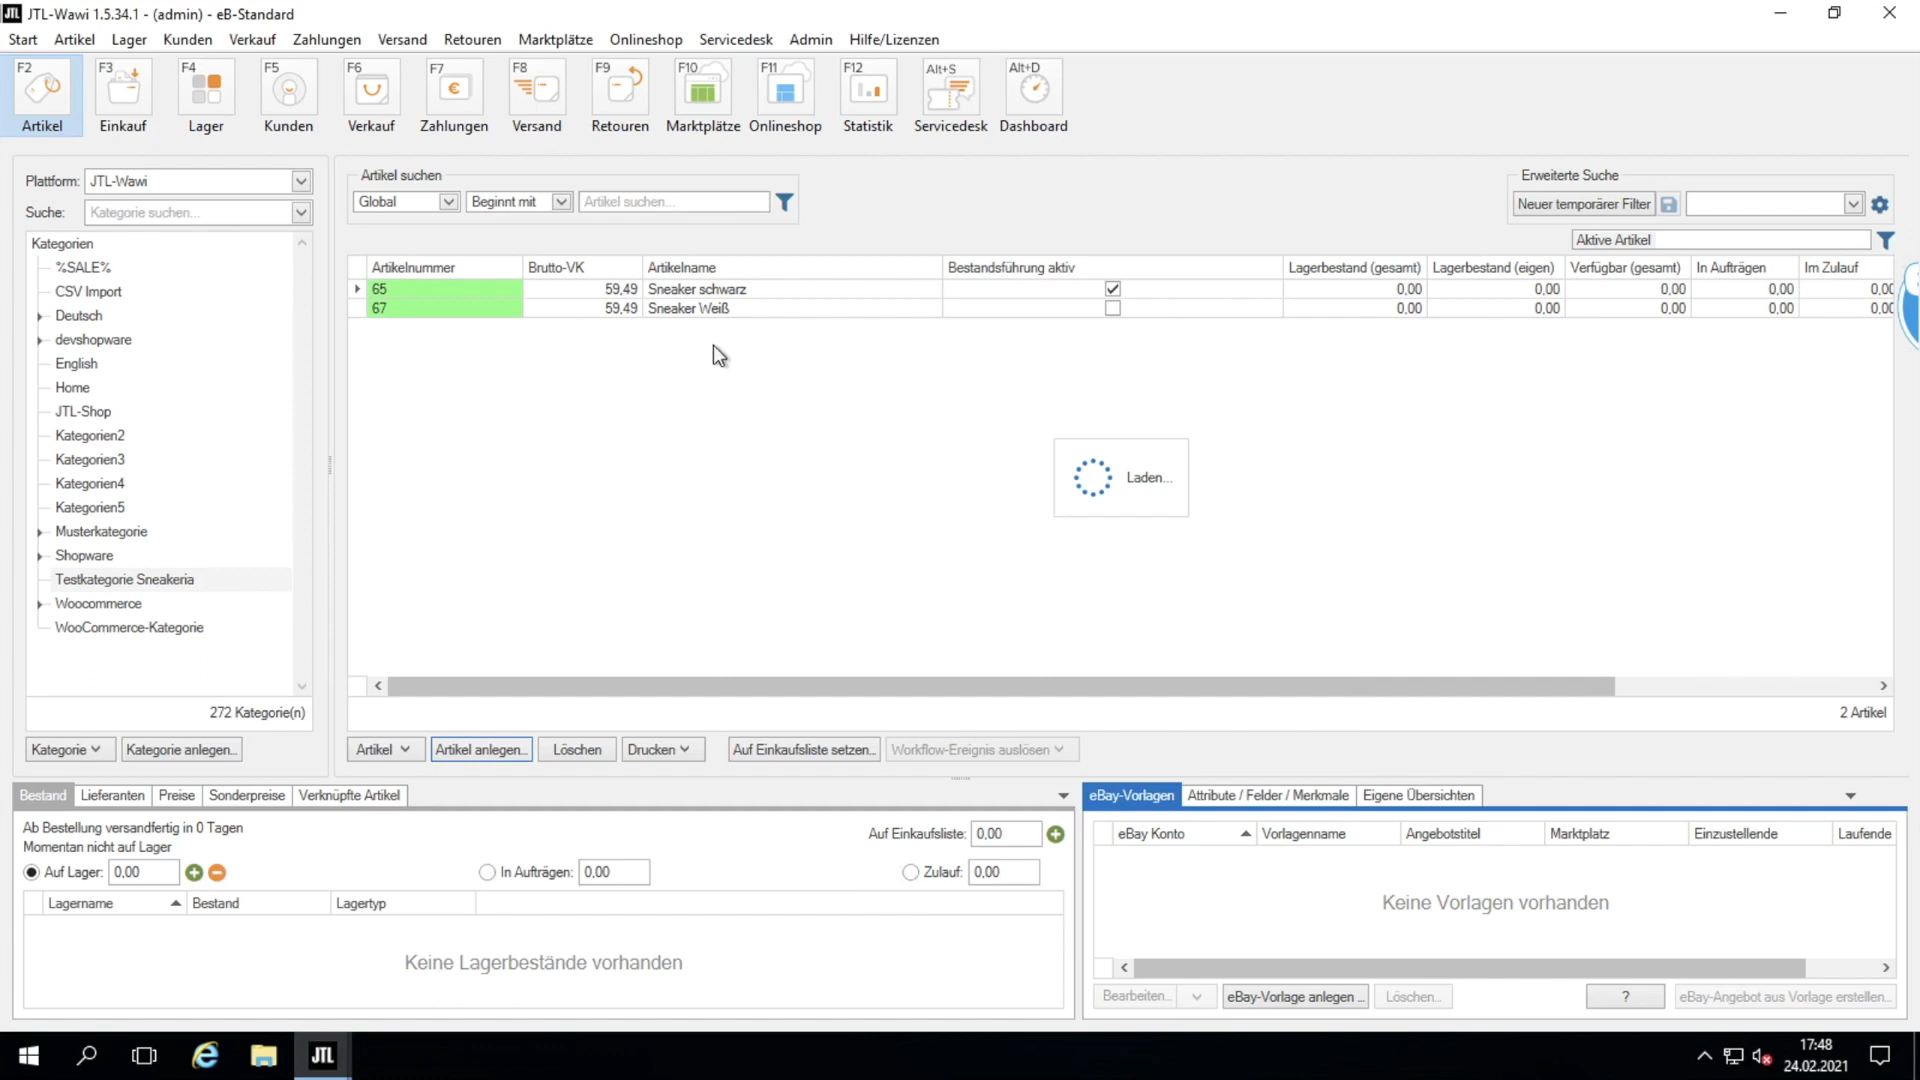 JTL JTL-Wawi 1.5.34.1 - (admin) - eB-Standard
Start Artikel Lager Kunden Verkauf Zahlungen Versand Retouren Marktplätze Onlineshop Servicedesk Admin Hilfe/Lizenzen
F2 F3 F4 F5 F6 F7 F8 F9 F10 F11 F12 Alt+S Alt+D
Artikel Einkauf Lager Kunden Verkauf Zahlungen Versand Retouren Marktplätze Onlineshop Statistik Servicedesk Dashboard
Plattform: JTL-Wawi
Suche: Kategorie suchen...
Kategorien
%SALE%
CSV Import
Deutsch
devshopware
English
Home
JTL-Shop
Kategorien2
Kategorien3
Kategorien4
Kategorien5
Musterkategorie
Shopware
Testkategorie Sneakeria
Woocommerce
WooCommerce-Kategorie
272 Kategorie(n)
Kategorie Kategorie anlegen...
Artikel suchen
Global Beginnt mit Artikel suchen...
Erweiterte Suche
Neuer temporärer Filter
Aktive Artikel
Artikelnummer Brutto-VK Artikelname Bestandsführung aktiv Lagerbestand (gesamt) Lagerbestand (eigen) Verfügbar (gesamt) In Aufträgen Im Zulauf
65 59,49 Sneaker schwarz 0,00 0,00 0,00 0,00 0,00
67 59,49 Sneaker Weiß 0,00 0,00 0,00 0,00 0,00
Laden...
2 Artikel
Artikel Artikel anlegen... Löschen Drucken Auf Einkaufsliste setzen... Workflow-Ereignis auslösen
Bestand Lieferanten Preise Sonderpreise Verknüpfte Artikel
Ab Bestellung versandfertig in 0 Tagen
Momentan nicht auf Lager
Auf Einkaufsliste: 0,00
Auf Lager: 0,00 In Aufträgen: 0,00 Zulauf: 0,00
Lagername Bestand Lagertyp
Keine Lagerbestände vorhanden
eBay-Vorlagen Attribute / Felder / Merkmale Eigene Übersichten
eBay Konto Vorlagenname Angebotstitel Marktplatz Einzustellende Laufende
Keine Vorlagen vorhanden
Bearbeiten... eBay-Vorlage anlegen ... Löschen... ? eBay-Angebot aus Vorlage erstellen...
JTL
17:48
24.02.2021